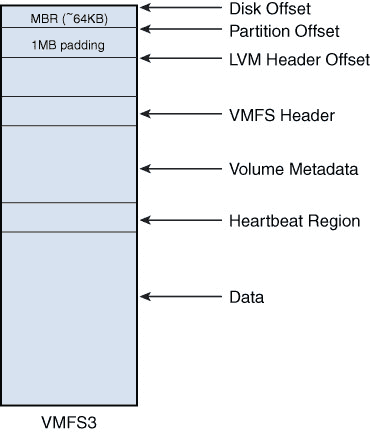 Disk Offset
MBR (~64KB)
Partition Offset
1MB padding
LVM Header Offset
VMFS Header
Volume Metadata
Heartbeat Region
Data
VMFS3